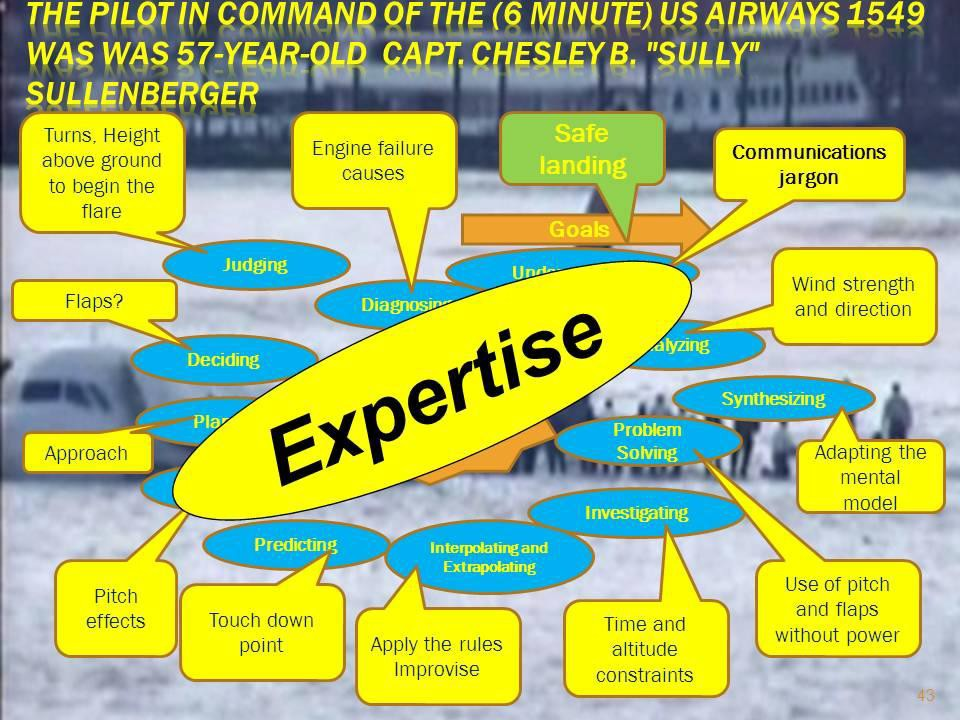 THE PILOT IN COMMAND OF THE (6 MINUTE) US AIRWAYS 1549
WAS WAS 57-YEAR-OLD CAPT. CHESLEY B. "SULLY"
SULLENBERGER
Turns, Height
above ground
to begin the
flare
Engine failure
causes
Safe
landing
Communications
jargon
Goals
Judging
Diagnosing
Wind strength
and direction
Flaps?
Deciding
Expertise
Synthesizing
Approach
Problem
Solving
Adapting the
mental
model
Investigating
Predicting
Interpolating and
Extrapolating
Pitch
effects
Touch down
point
Apply the rules
Improvise
Time and
altitude
constraints
Use of pitch
and flaps
without power
43